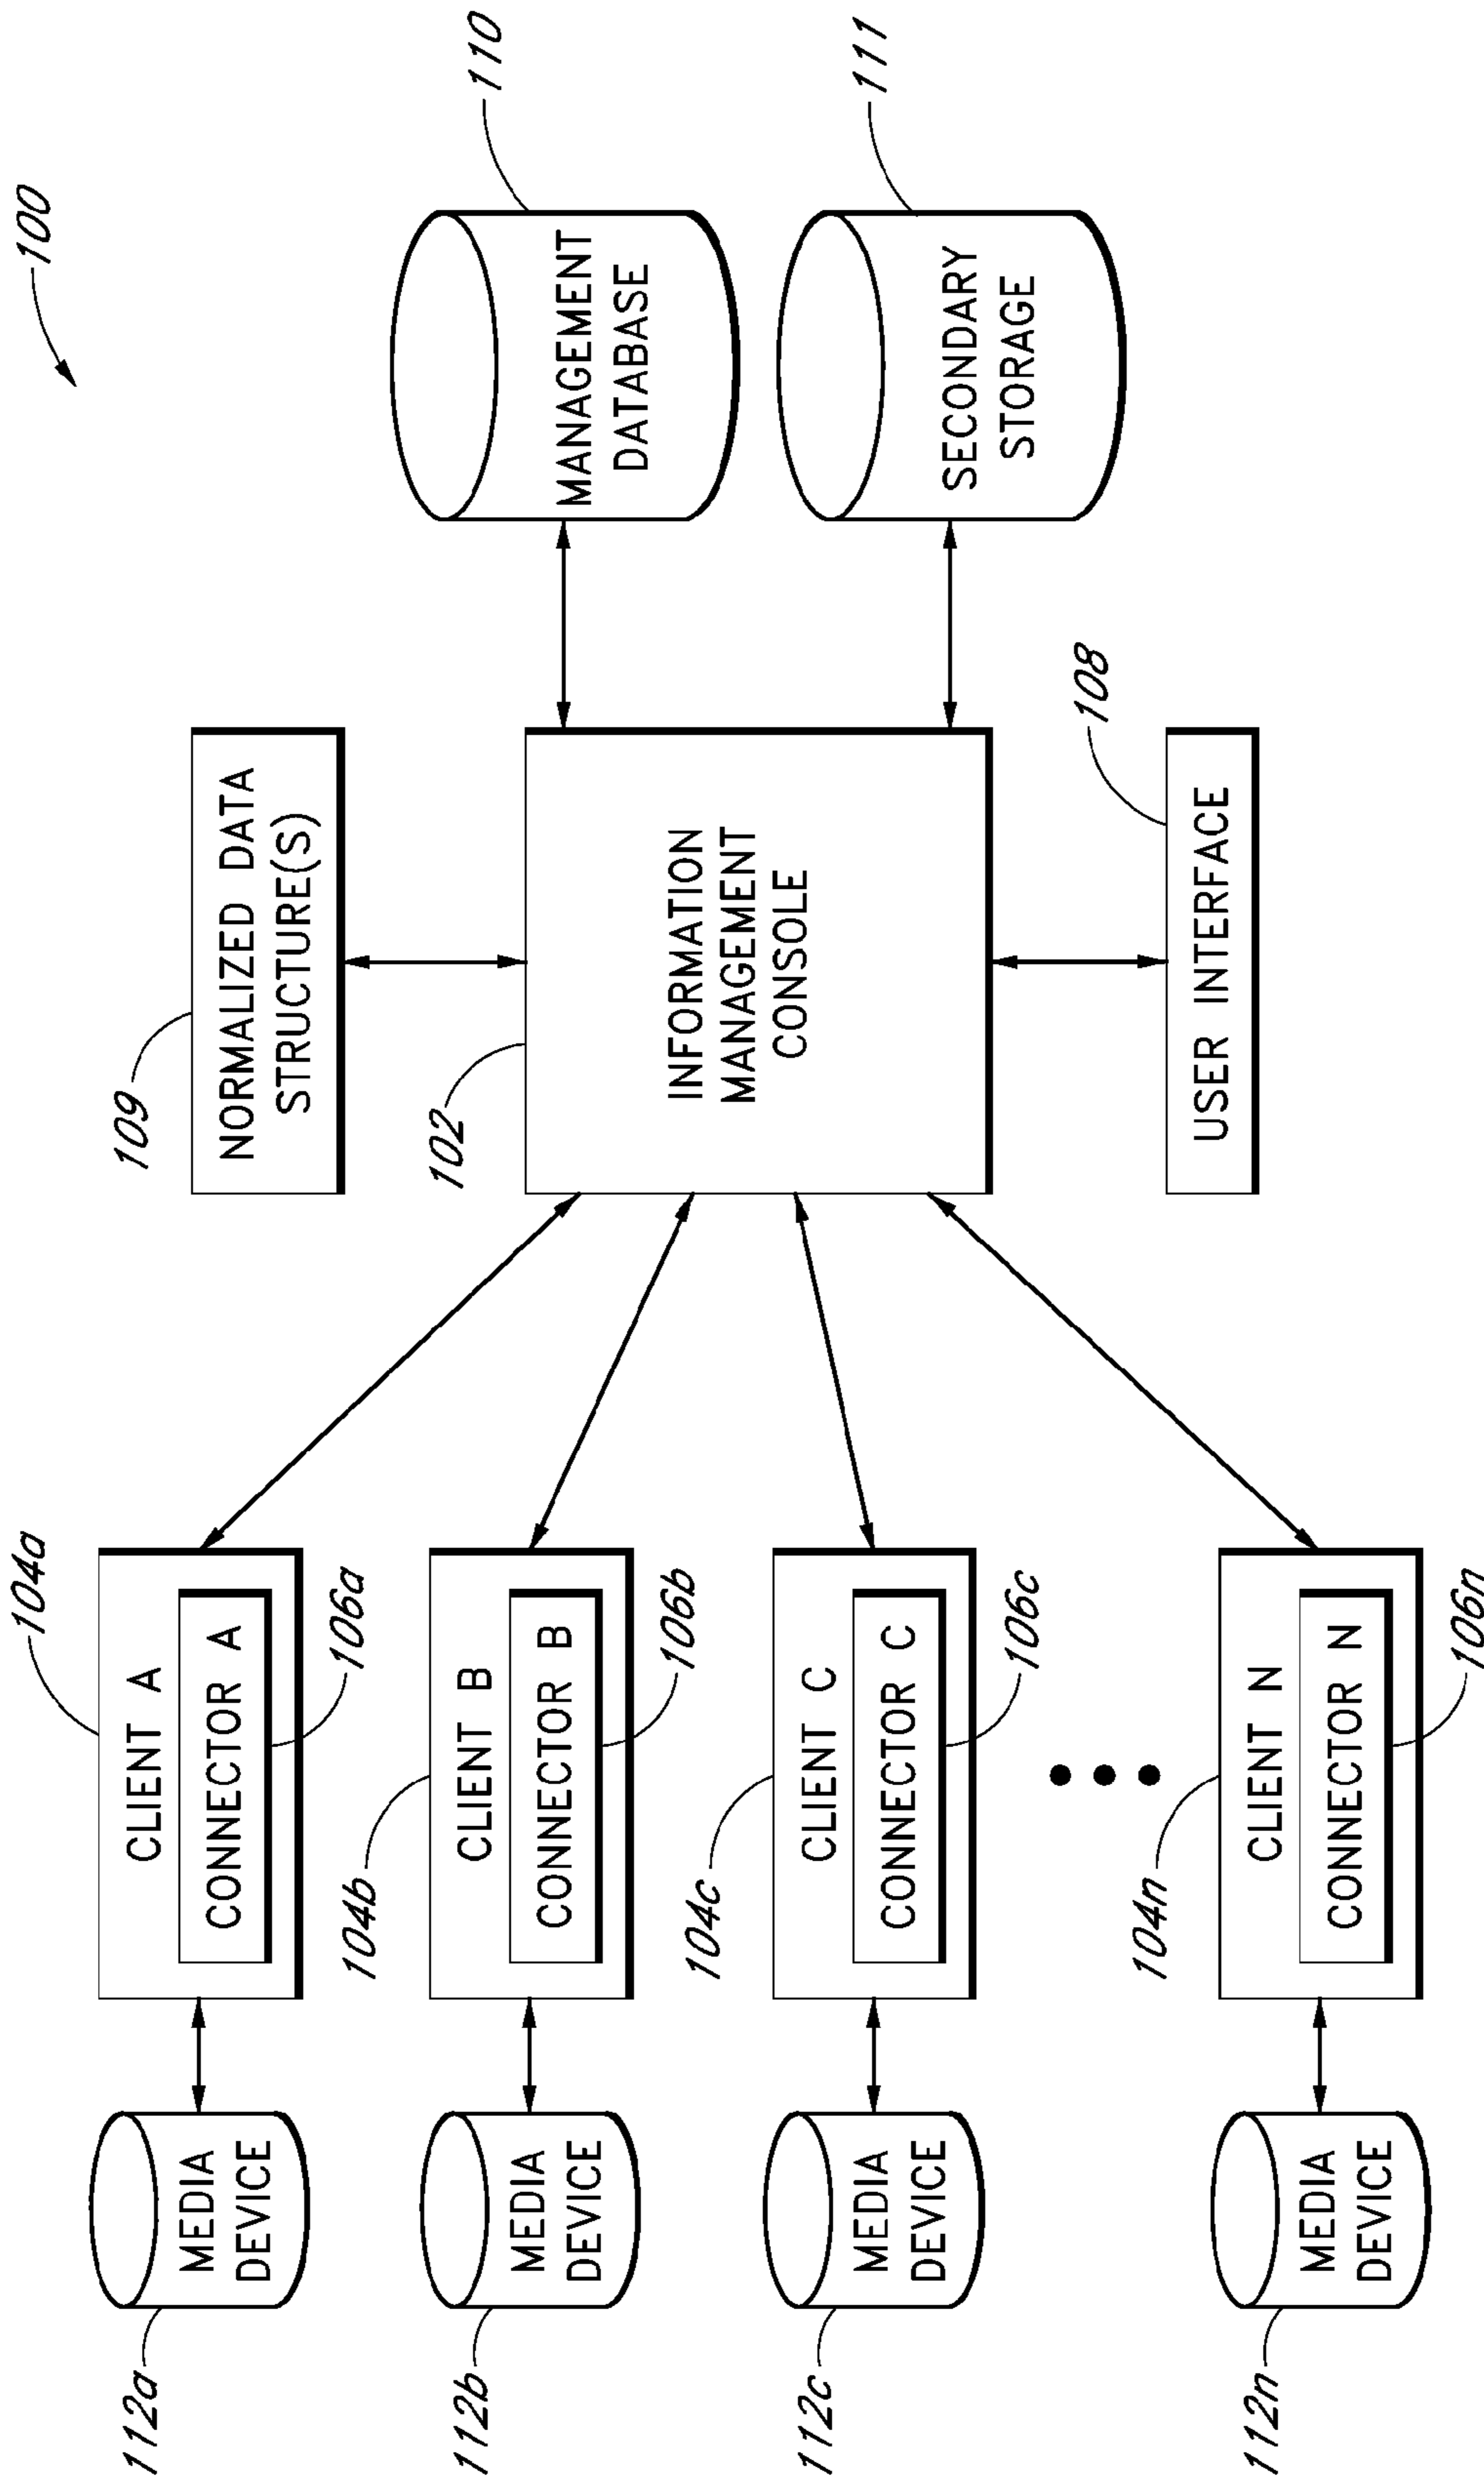 100
104a
CLIENT A
CONNECTOR A
106a
MEDIA
DEVICE
112a
104b
CLIENT B
CONNECTOR B
106b
MEDIA
DEVICE
112b
104c
CLIENT C
CONNECTOR C
106c
MEDIA
DEVICE
112c
104n
CLIENT N
CONNECTOR N
106n
MEDIA
DEVICE
112n
109
NORMALIZED DATA
STRUCTURE(S)
102
INFORMATION
MANAGEMENT
CONSOLE
108
USER INTERFACE
110
MANAGEMENT
DATABASE
111
SECONDARY
STORAGE